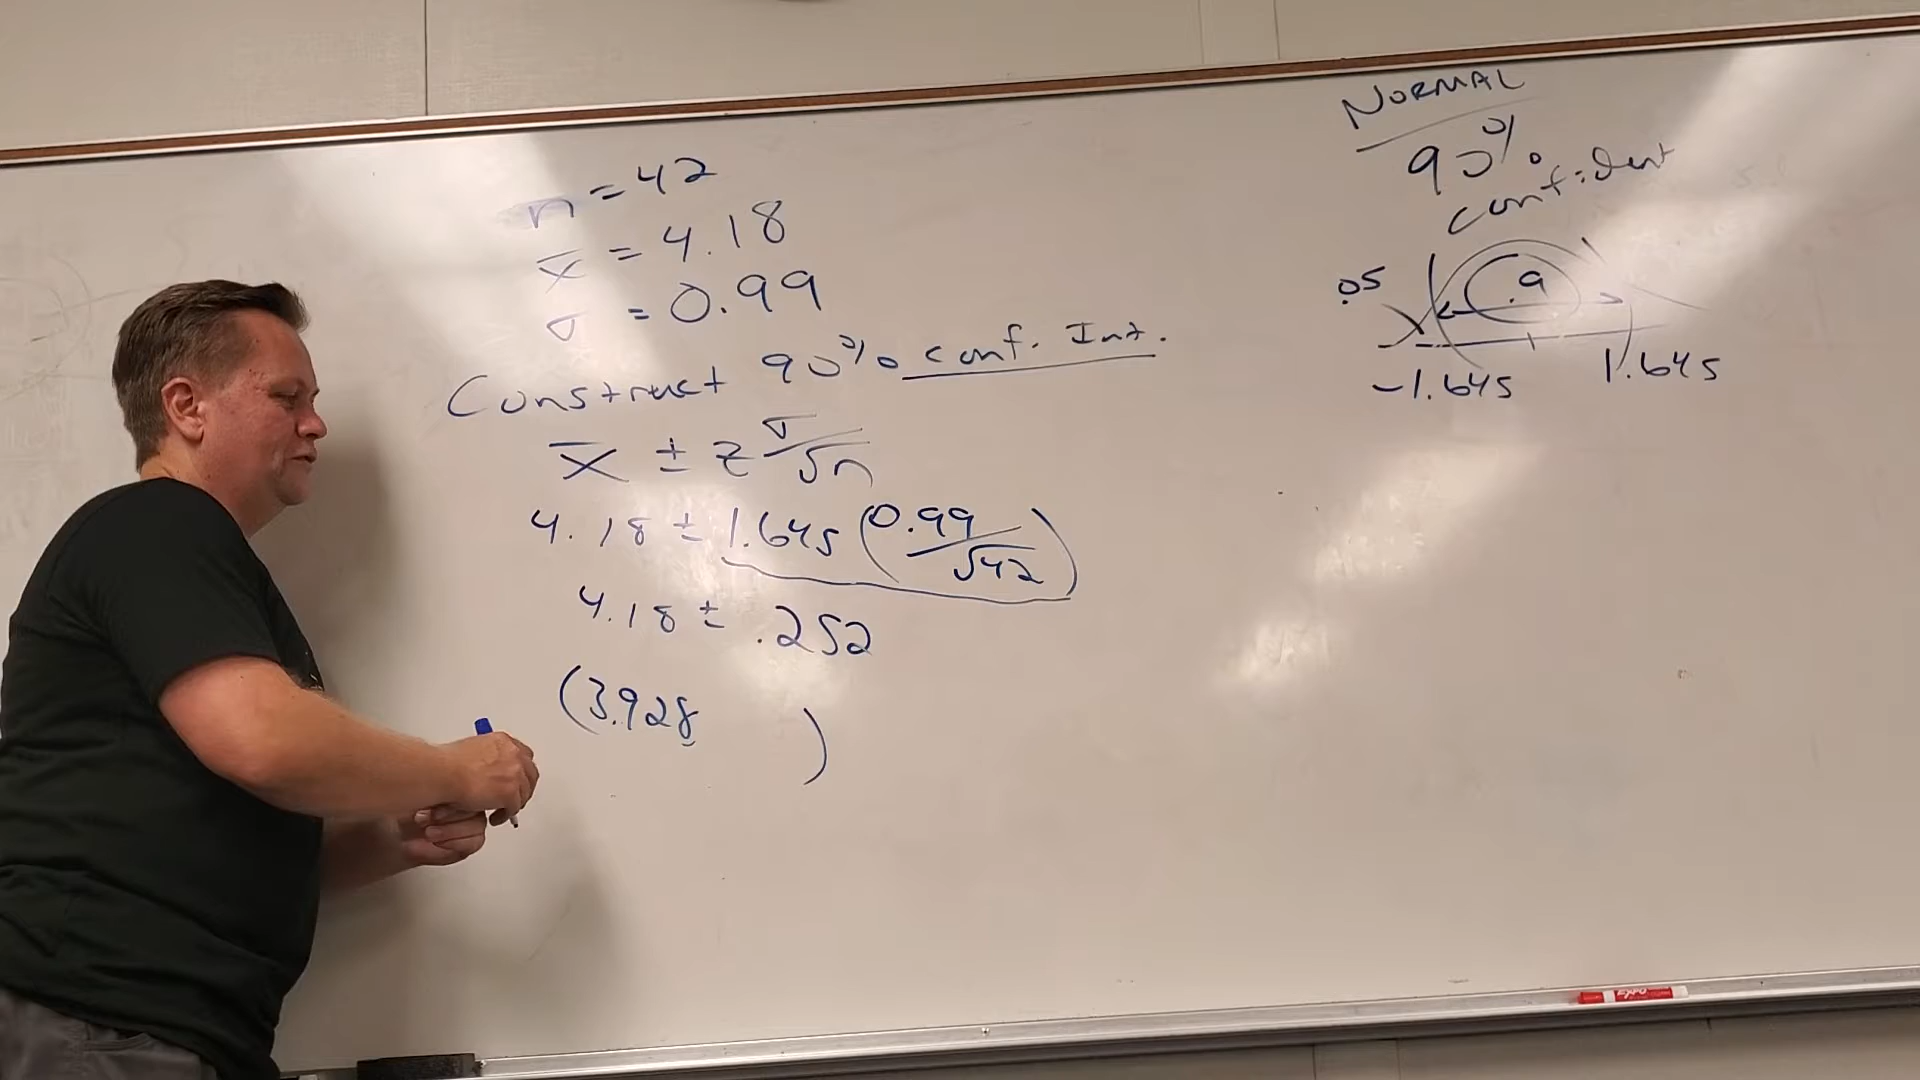 n = 42
x̄ = 4.18
σ = 0.99
Construct 90% conf. Int.
x̄ ± z σ/√n
4.18 ± 1.645 (0.99/√42)
4.18 ± .252
(3.928 )
NORMAL
90%
confident
.05 .9
-1.645 1.645
EXPO